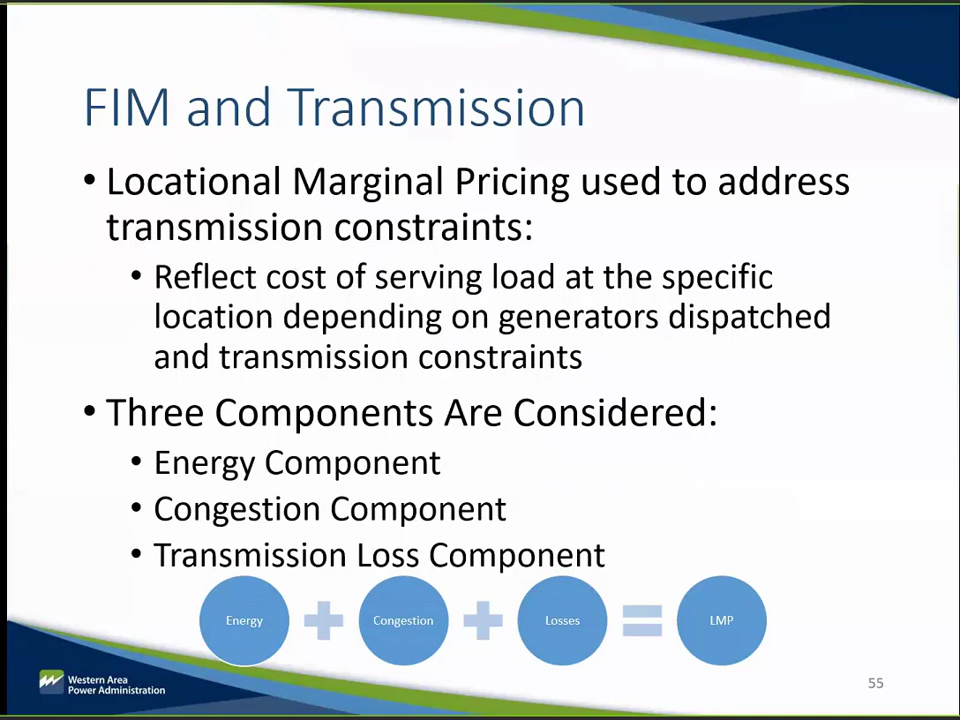 FIM and Transmission
• Locational Marginal Pricing used to address
transmission constraints:
• Reflect cost of serving load at the specific
location depending on generators dispatched
and transmission constraints
• Three Components Are Considered:
• Energy Component
• Congestion Component
• Transmission Loss Component
Energy + Congestion + Losses = LMP
Western Area
Power Administration
55